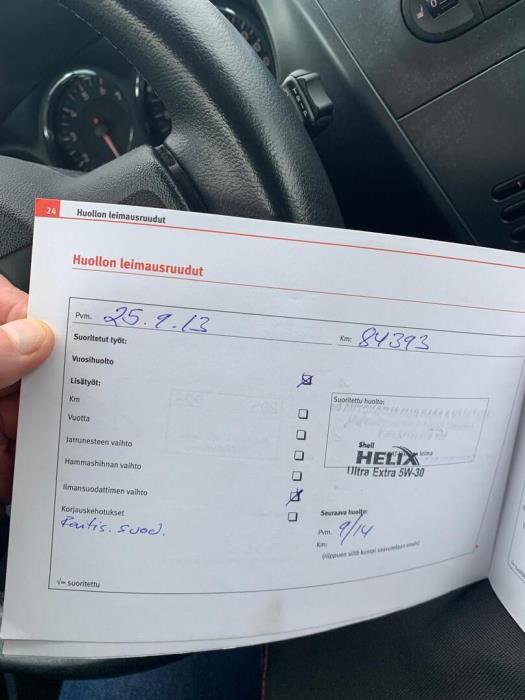 24 Huollon leimausruudut
Huollon leimausruudut
Pvm. 25.9.13 Km: 84393
Suoritetut työt:
Vuosihuolto
Lisätyöt:
Km
Vuotta
Jarrunesteen vaihto
Hammashihnan vaihto
Ilmansuodattimen vaihto
Korjauskehotukset
√= suoritettu
Suoritettu huolto:
Shell
HELIX
Ultra Extra 5W-30
Seuraava huolto:
Pvm. 9/14
Km: